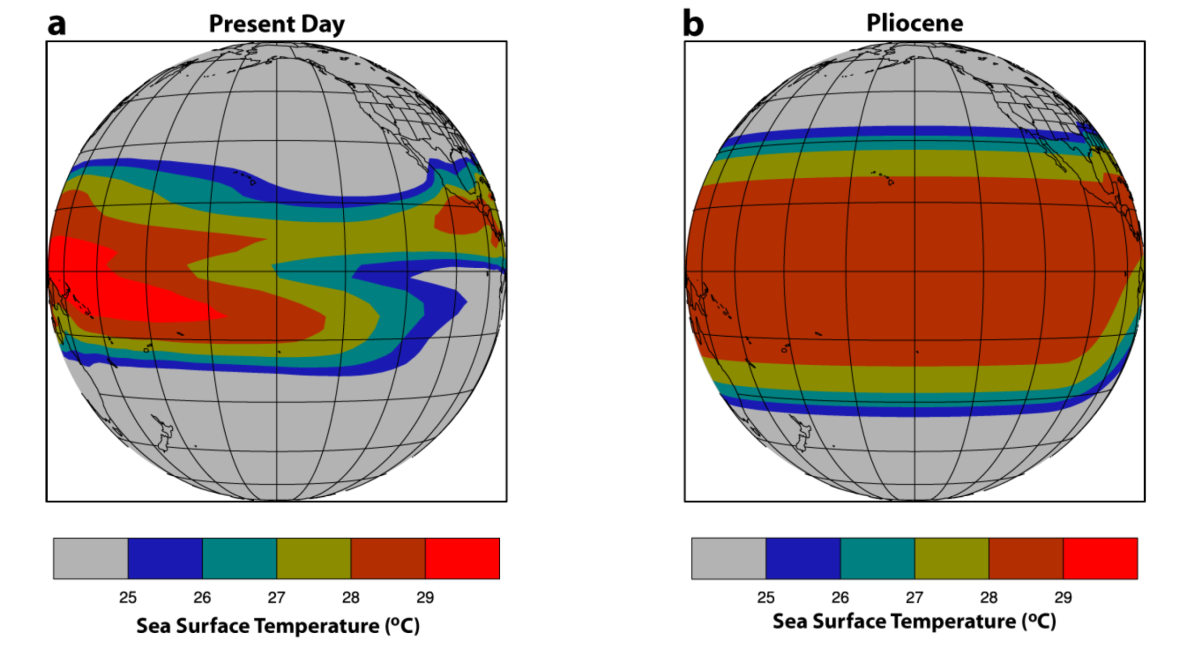 a Present Day
b Pliocene
25 26 27 28 29
Sea Surface Temperature (ºC)
25 26 27 28 29
Sea Surface Temperature (ºC)